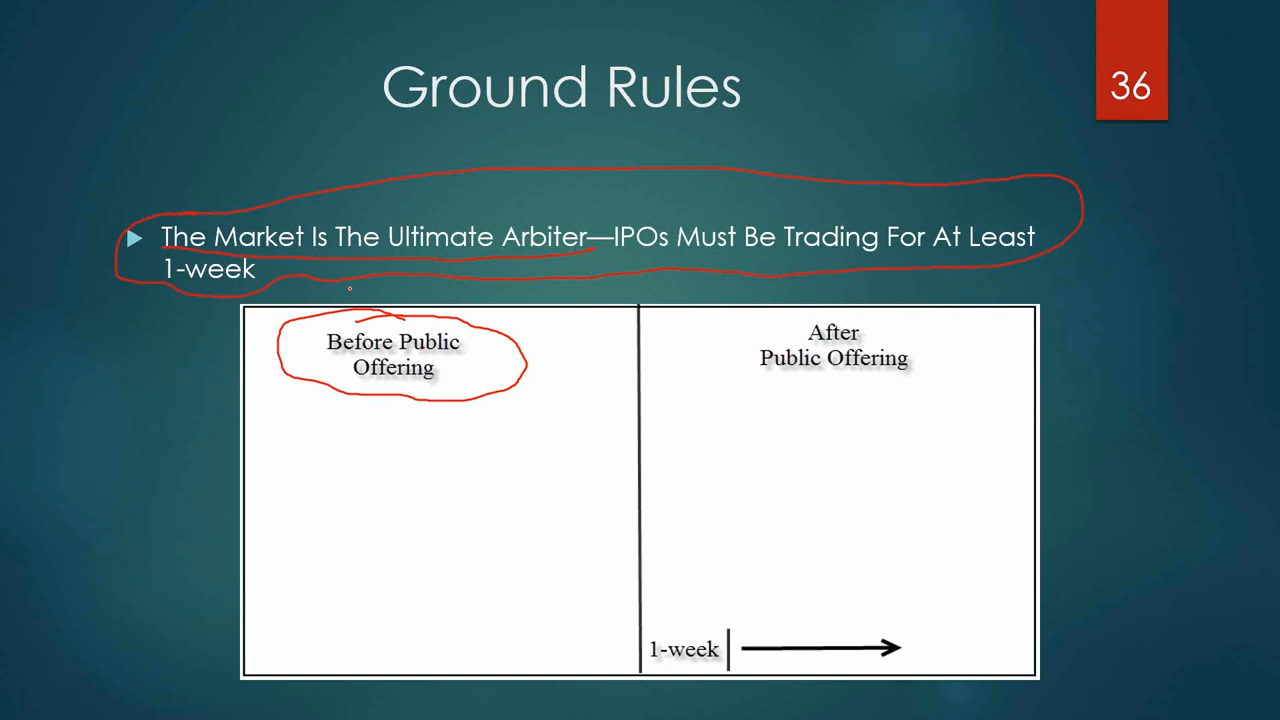 Ground Rules
36
The Market Is The Ultimate Arbiter—IPOs Must Be Trading For At Least
1-week
Before Public
Offering
After
Public Offering
1-week